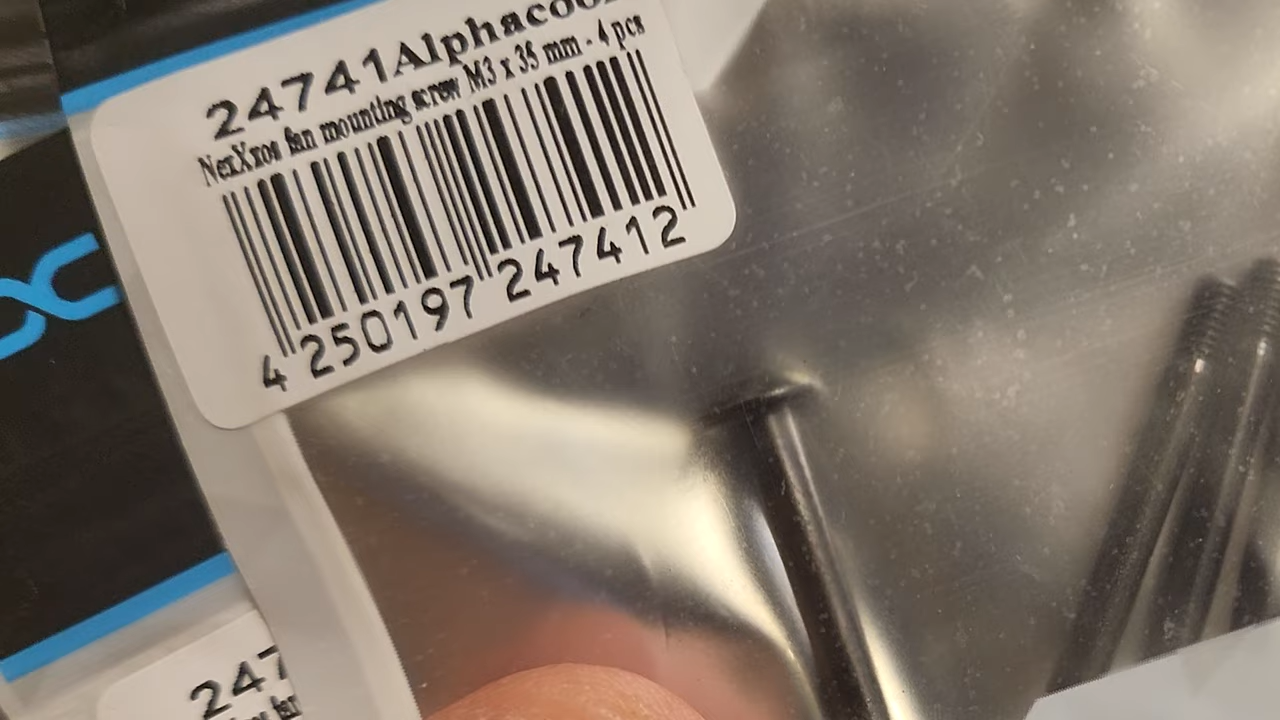 24741Alphacool
NexXxos fan mounting screw M3 x 35 mm - 4 pcs
4 250197 247412
247